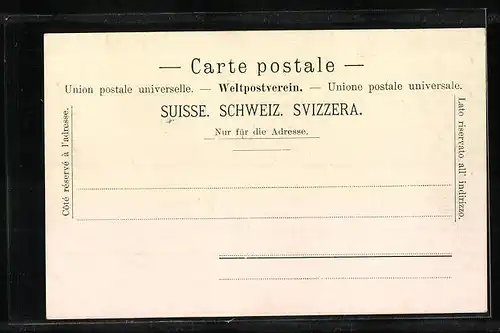 — Carte postale —
Union postale universelle. — Weltpostverein. — Unione postale universale.
SUISSE. SCHWEIZ. SVIZZERA.
Nur für die Adresse.
Côté réservé à l'adresse.
Lato riservato all' indirizzo.